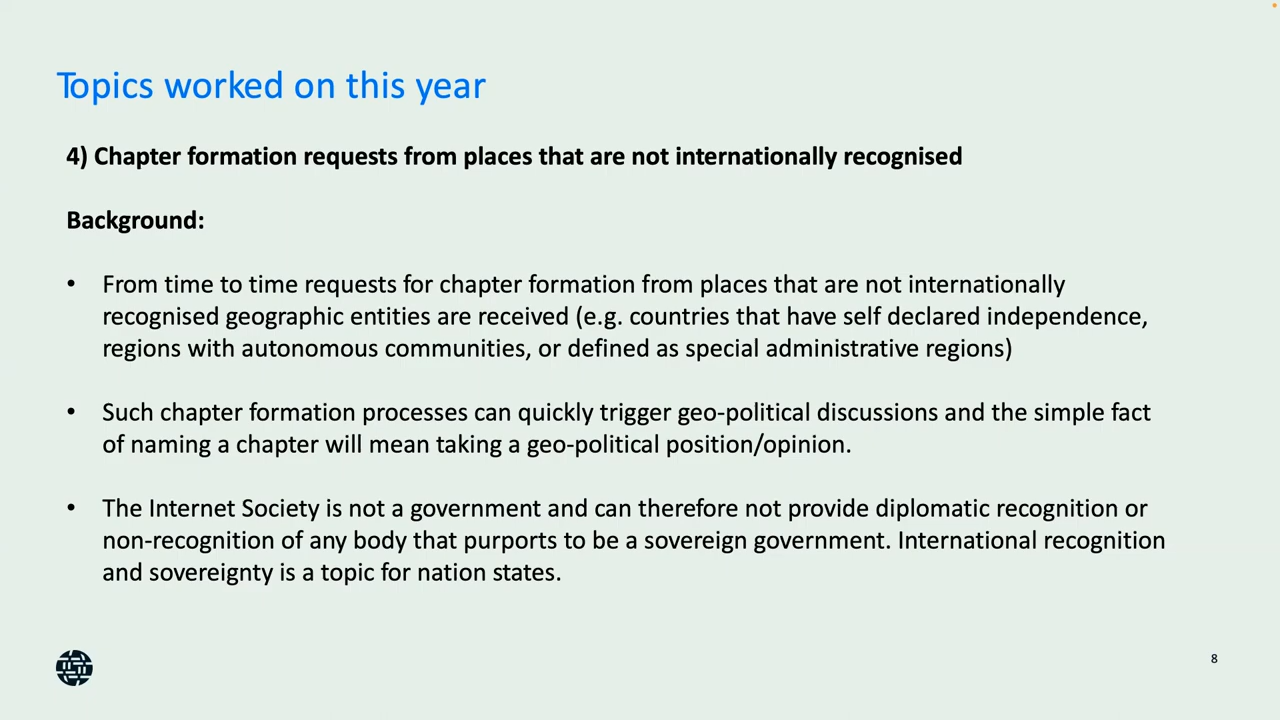 Topics worked on this year
4) Chapter formation requests from places that are not internationally recognised
Background:
• From time to time requests for chapter formation from places that are not internationally
recognised geographic entities are received (e.g. countries that have self declared independence,
regions with autonomous communities, or defined as special administrative regions)
• Such chapter formation processes can quickly trigger geo-political discussions and the simple fact
of naming a chapter will mean taking a geo-political position/opinion.
• The Internet Society is not a government and can therefore not provide diplomatic recognition or
non-recognition of any body that purports to be a sovereign government. International recognition
and sovereignty is a topic for nation states.
8